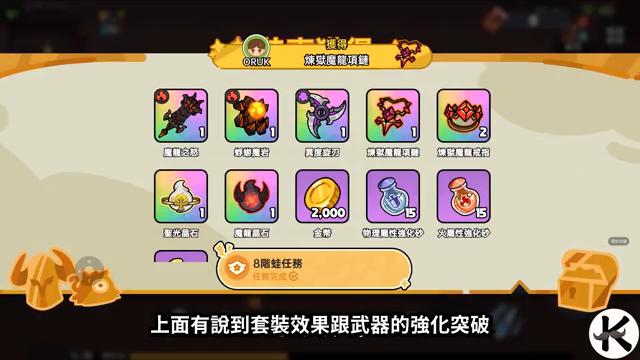 獲得
ORUK
煉獄魔龍項鏈
1
1
1
1
2
魔龍之怒
蜉蝣魔岩
異度旋刃
煉獄魔龍項鏈
煉獄魔龍戒指
1
1
2,000
15
15
聖光晶石
魔龍晶石
金幣
物理屬性強化砂
火屬性強化砂
8階蛙任務
任務完成
上面有說到套裝效果跟武器的強化突破
K